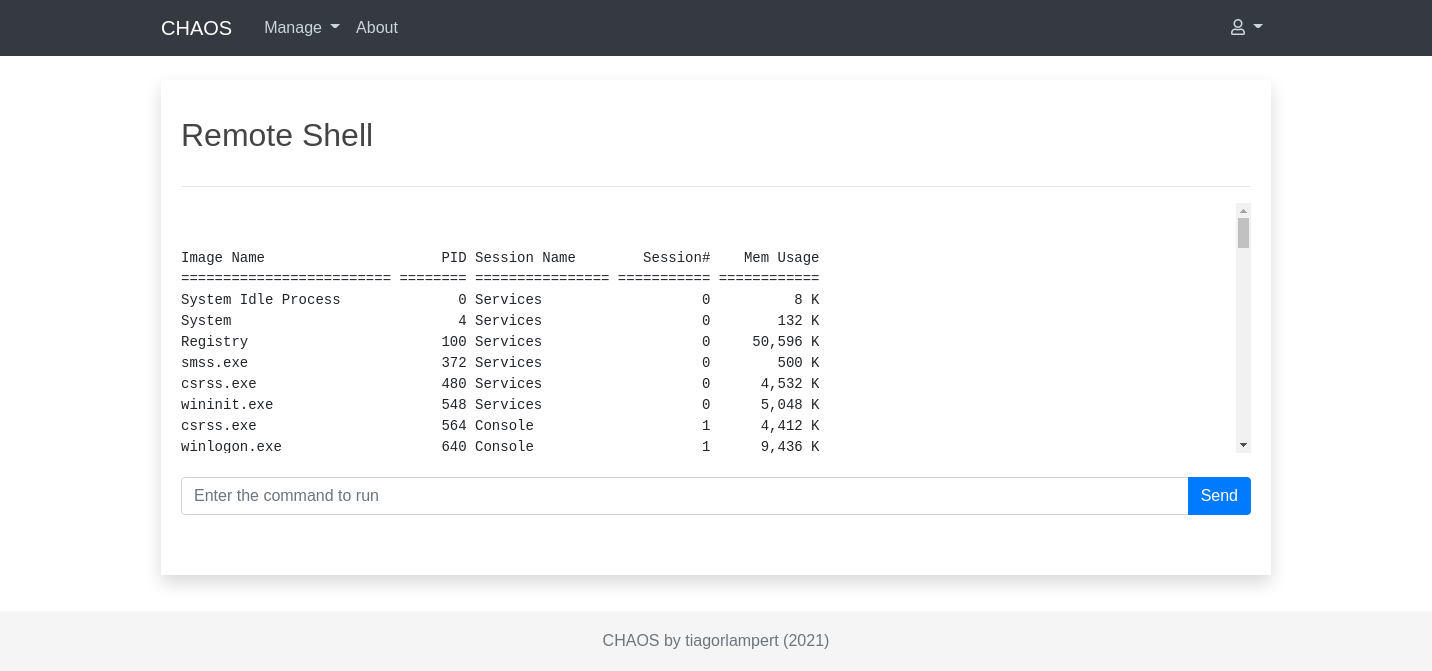 CHAOS Manage About
Remote Shell
Image Name                     PID Session Name        Session#    Mem Usage
========================= ======== ================ =========== ============
System Idle Process              0 Services                   0          8 K
System                           4 Services                   0        132 K
Registry                       100 Services                   0     50,596 K
smss.exe                       372 Services                   0        500 K
csrss.exe                      480 Services                   0      4,532 K
wininit.exe                    548 Services                   0      5,048 K
csrss.exe                      564 Console                    1      4,412 K
winlogon.exe                   640 Console                    1      9,436 K
Enter the command to run Send
CHAOS by tiagorlampert (2021)